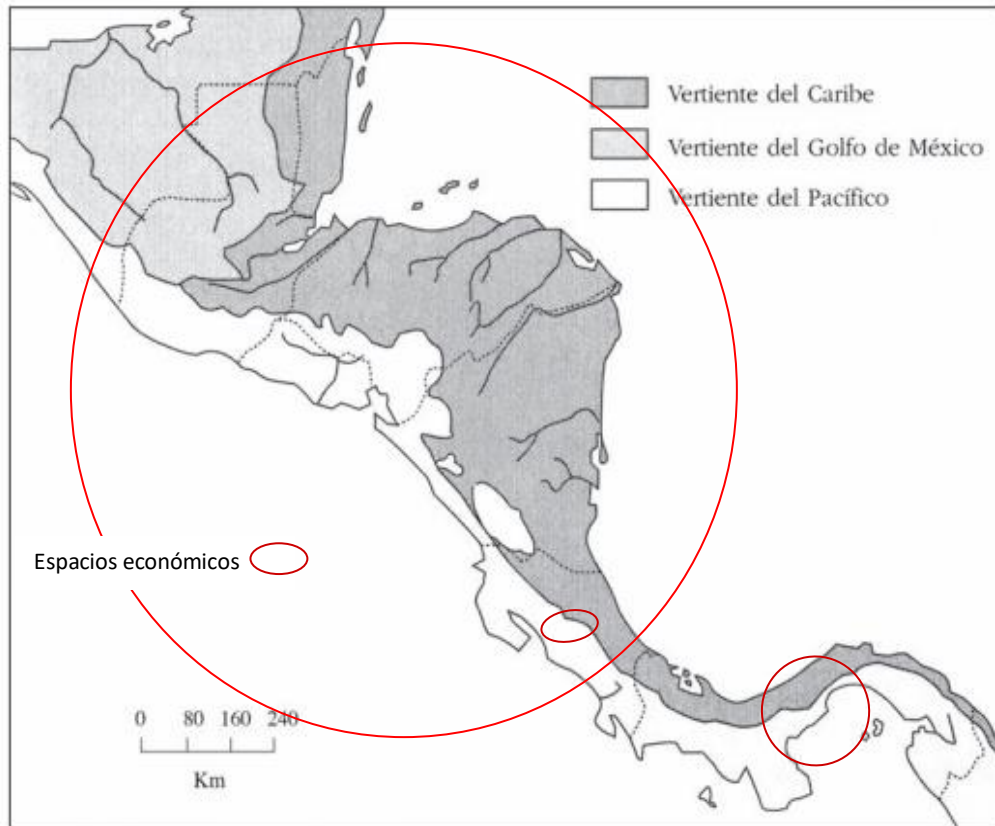 Vertiente del Caribe
Vertiente del Golfo de México
Vertiente del Pacífico
Espacios económicos
0 80 160 240
Km